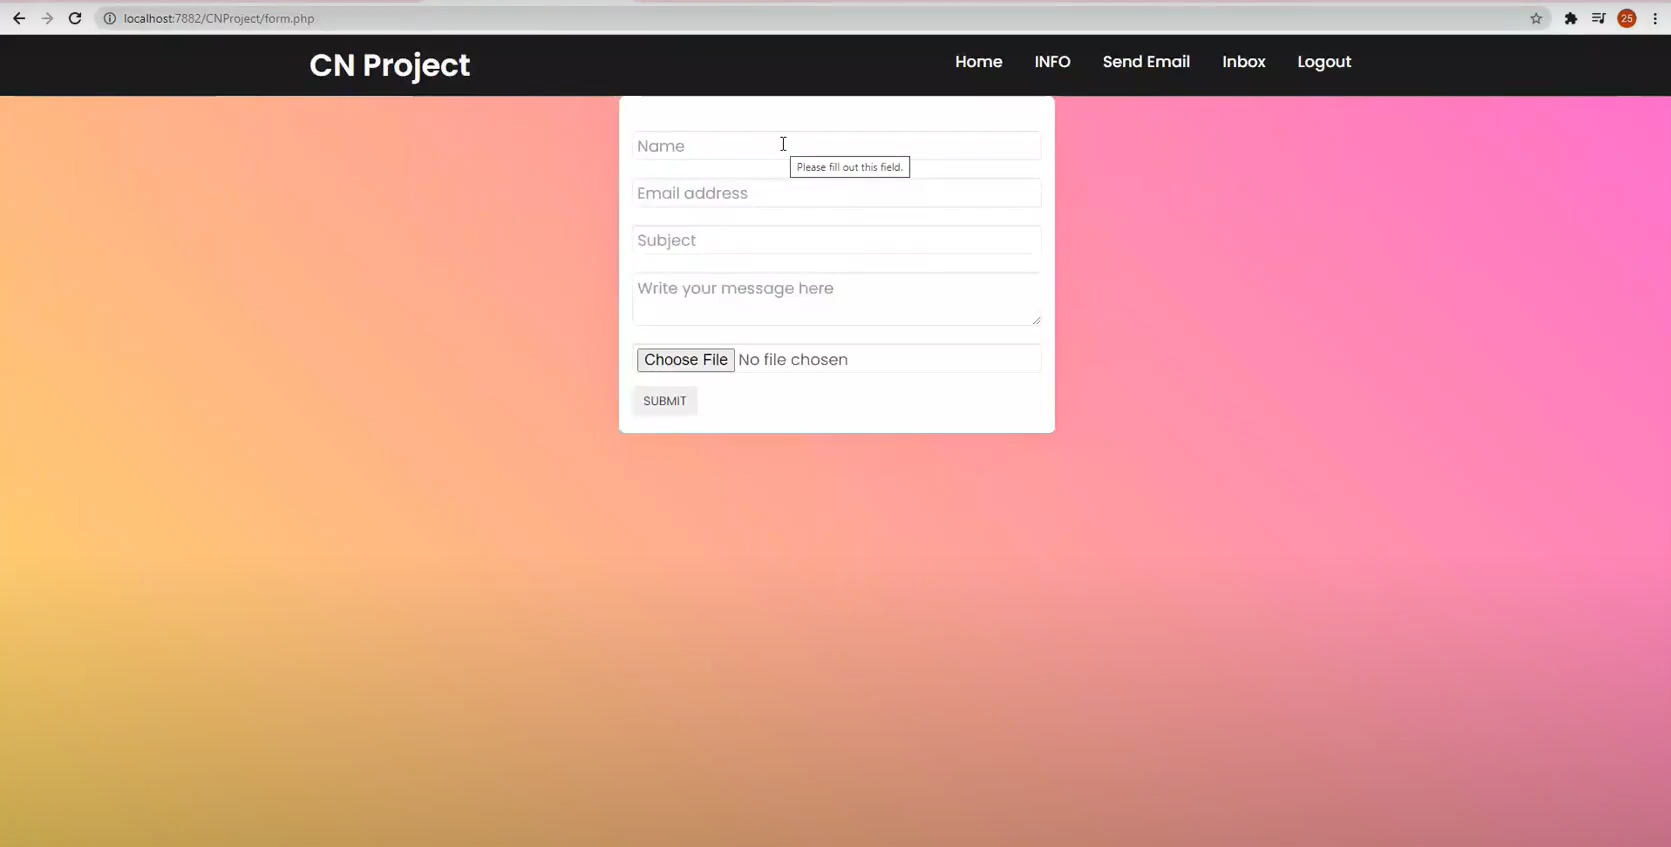 localhost:7882/CNProject/form.php
25
CN Project
Home INFO Send Email Inbox Logout
Name
Please fill out this field.
Email address
Subject
Write your message here
Choose File No file chosen
SUBMIT